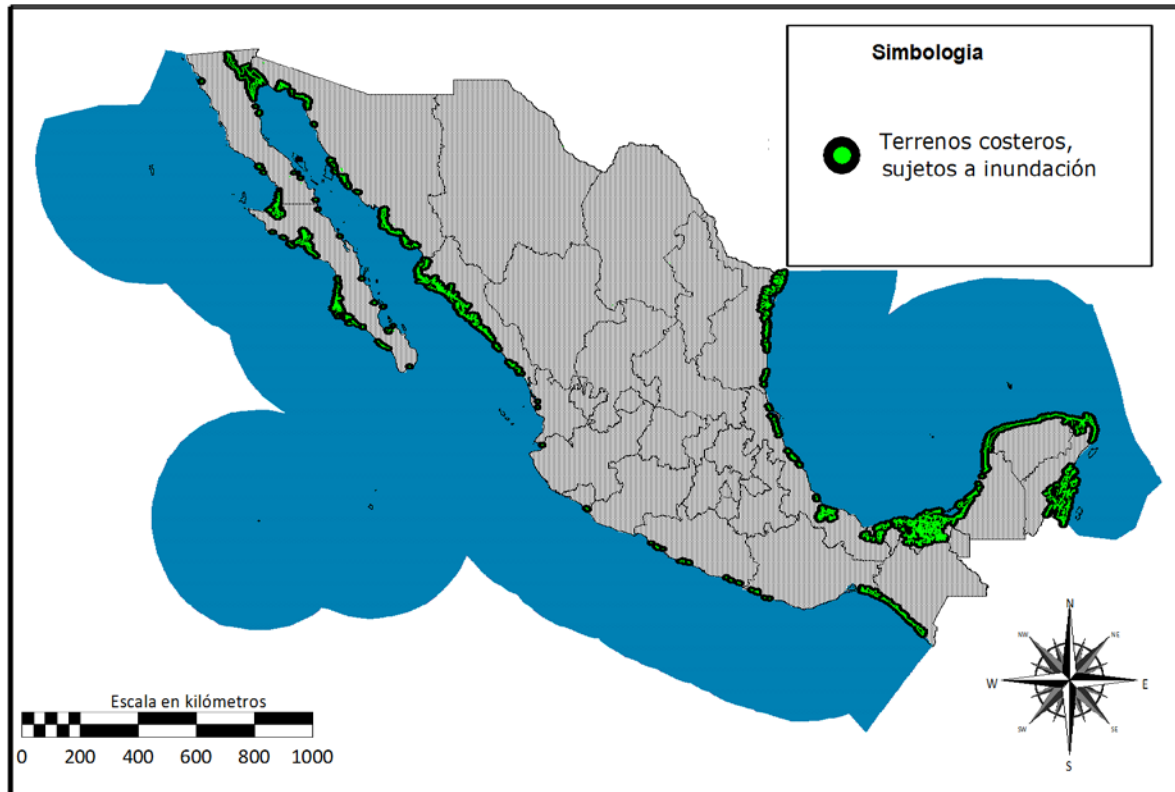 Simbologia
Terrenos costeros,
sujetos a inundación
N
NW NE
W E
SW SE
S
Escala en kilómetros
0 200 400 600 800 1000